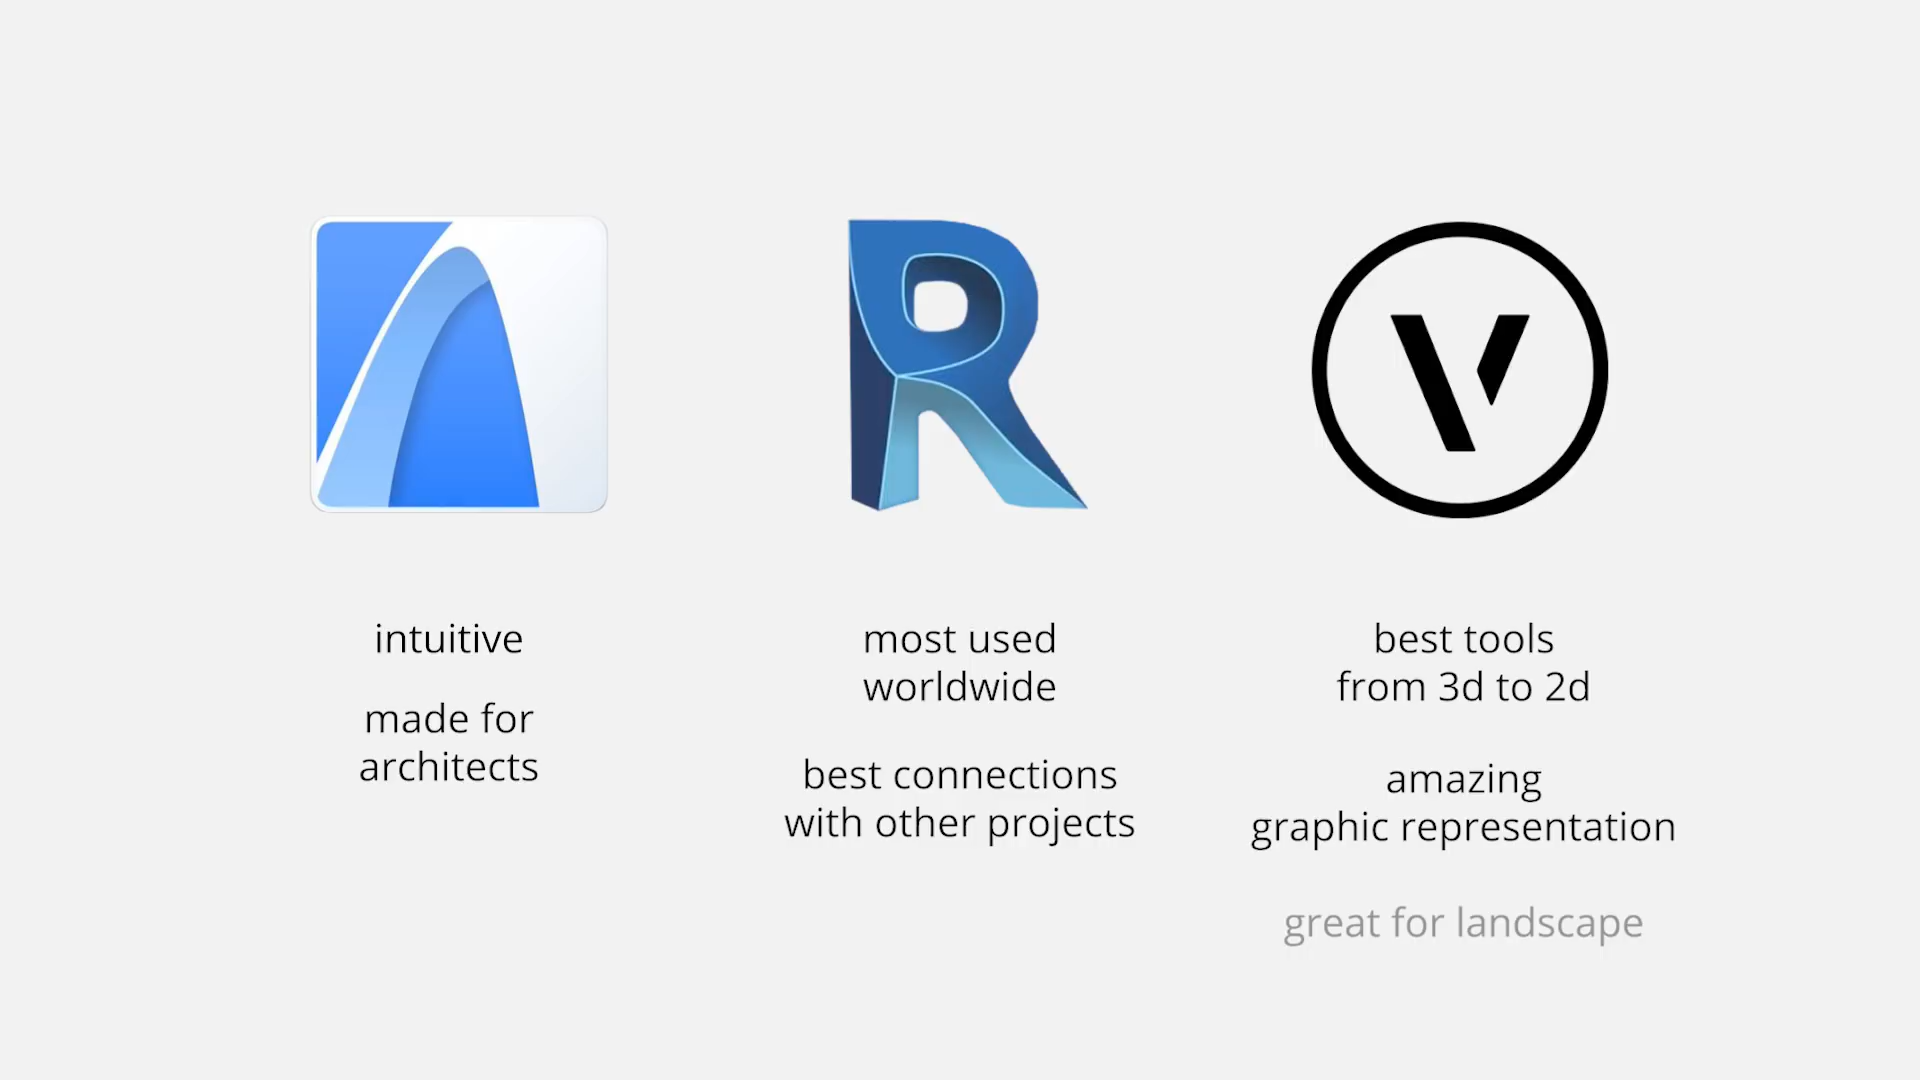 intuitive
made for
architects
R
most used
worldwide
best connections
with other projects
V
best tools
from 3d to 2d
amazing
graphic representation
great for landscape